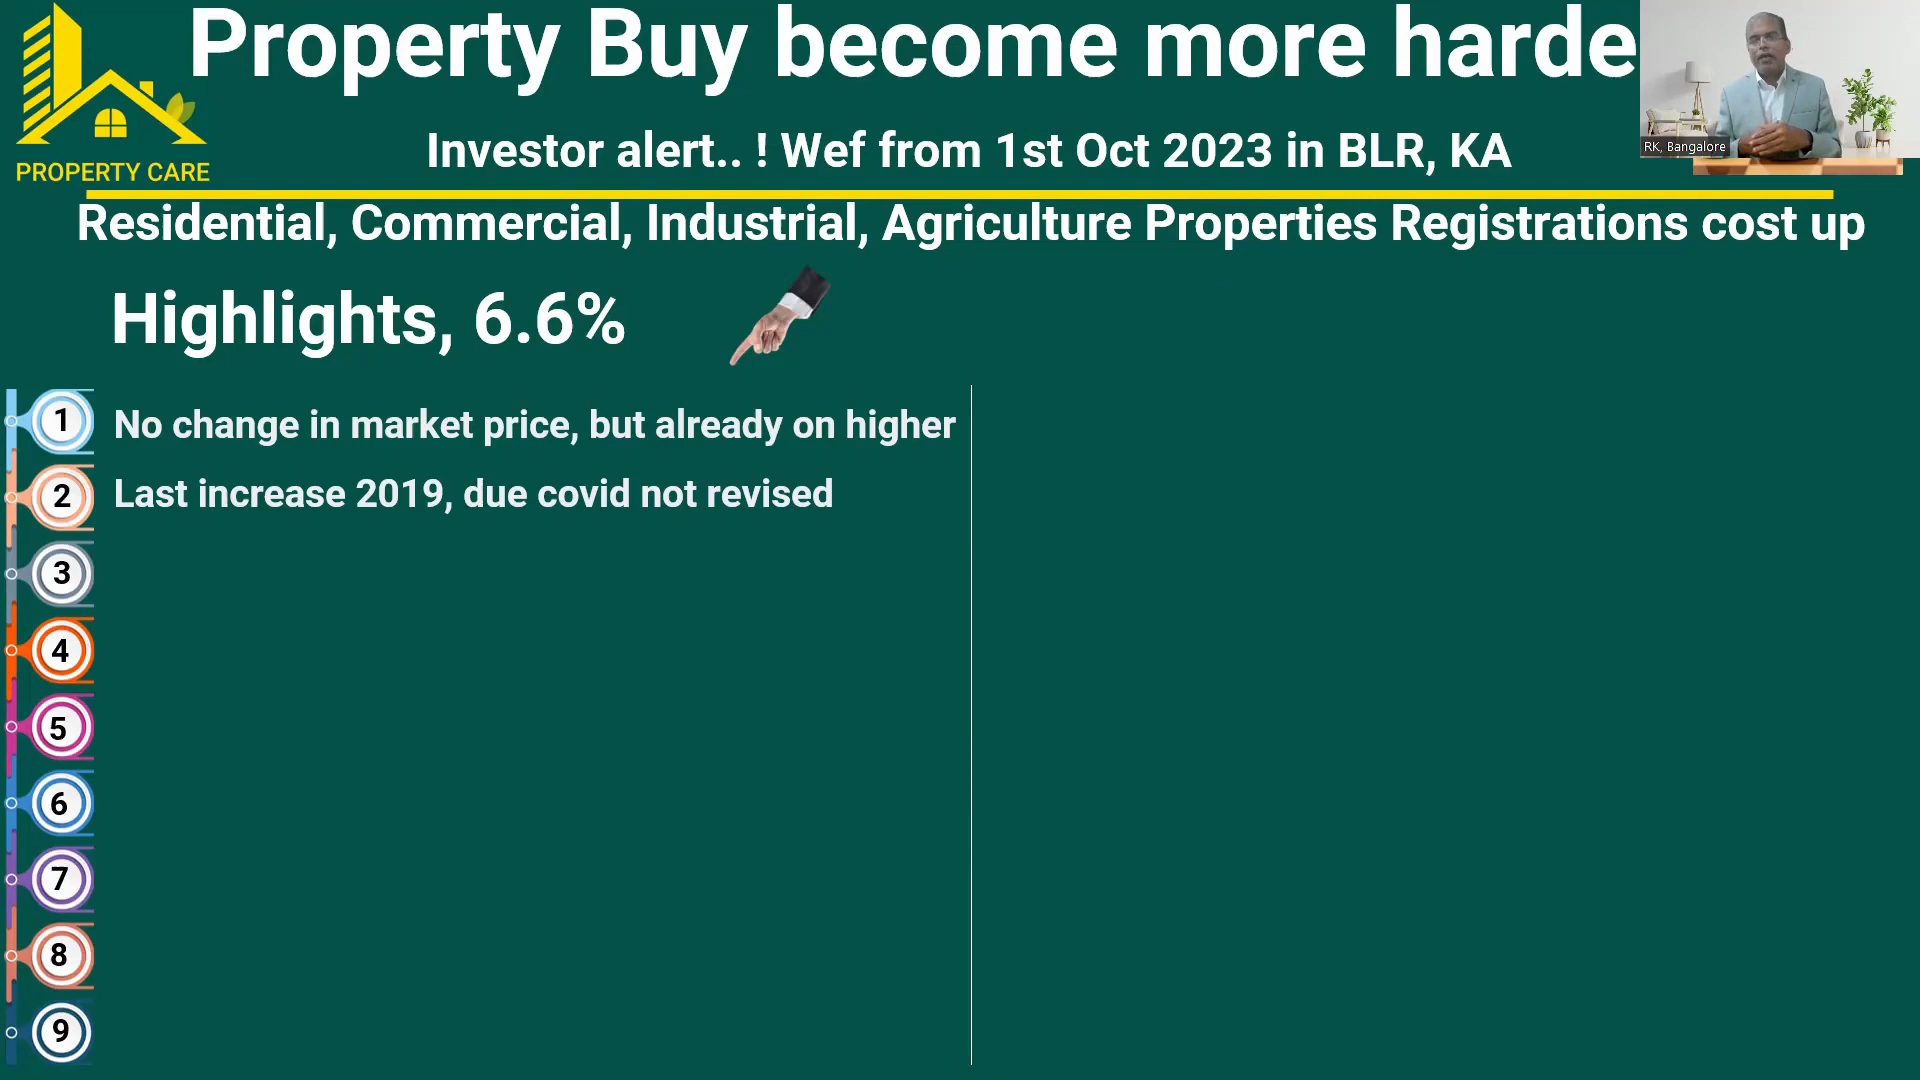 Property Buy become more harde
Investor alert.. ! Wef from 1st Oct 2023 in BLR, KA
PROPERTY CARE
RK, Bangalore
Residential, Commercial, Industrial, Agriculture Properties Registrations cost up
Highlights, 6.6%
1 No change in market price, but already on higher
2 Last increase 2019, due covid not revised
3
4
5
6
7
8
9